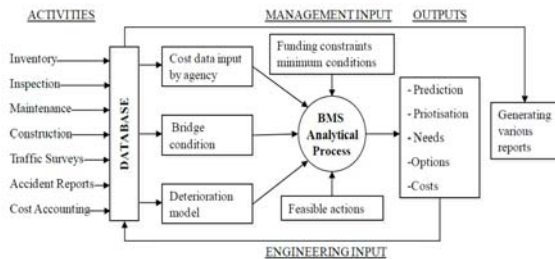 ACTIVITIES
MANAGEMENT INPUT
OUTPUTS
Inventory
Inspection
Maintenance
Construction
Traffic Surveys
Accident Reports
Cost Accounting
DATABASE
Cost data input
by agency
Bridge
condition
Deterioration
model
Funding constraints
minimum conditions
BMS
Analytical
Process
Feasible actions
-Prediction
-Priotisation
-Needs
-Options
-Costs
Generating
various
reports
ENGINEERING INPUT